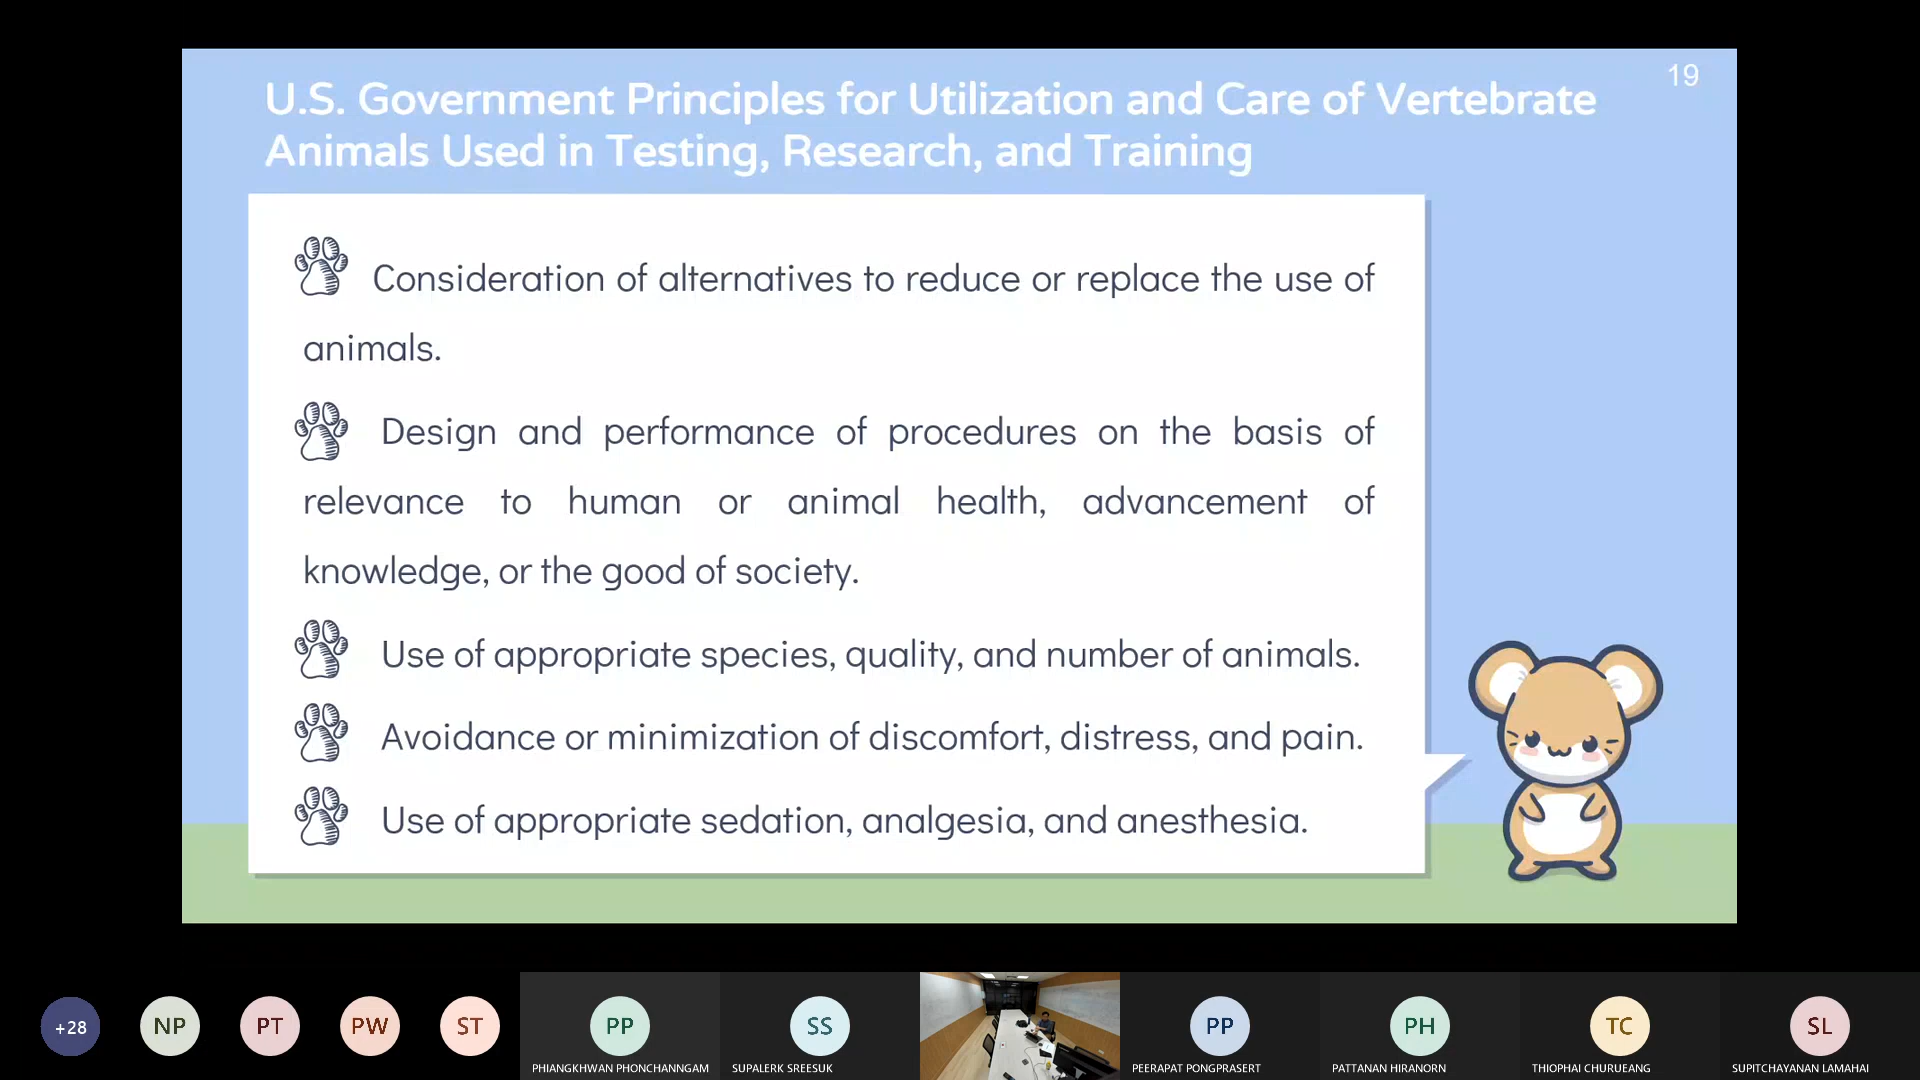 19
U.S. Government Principles for Utilization and Care of Vertebrate
Animals Used in Testing, Research, and Training
Consideration of alternatives to reduce or replace the use of
animals.
Design and performance of procedures on the basis of
relevance to human or animal health, advancement of
knowledge, or the good of society.
Use of appropriate species, quality, and number of animals.
Avoidance or minimization of discomfort, distress, and pain.
Use of appropriate sedation, analgesia, and anesthesia.
+28
NP
PT
PW
ST
PP
PHIANGKHWAN PHONCHANNGAM
SS
SUPALERK SREESUK
PP
PEERAPAT PONGPRASERT
PH
PATTANAN HIRANORN
TC
THIOPHAI CHURUEANG
SL
SUPITCHAYANAN LAMAHAI